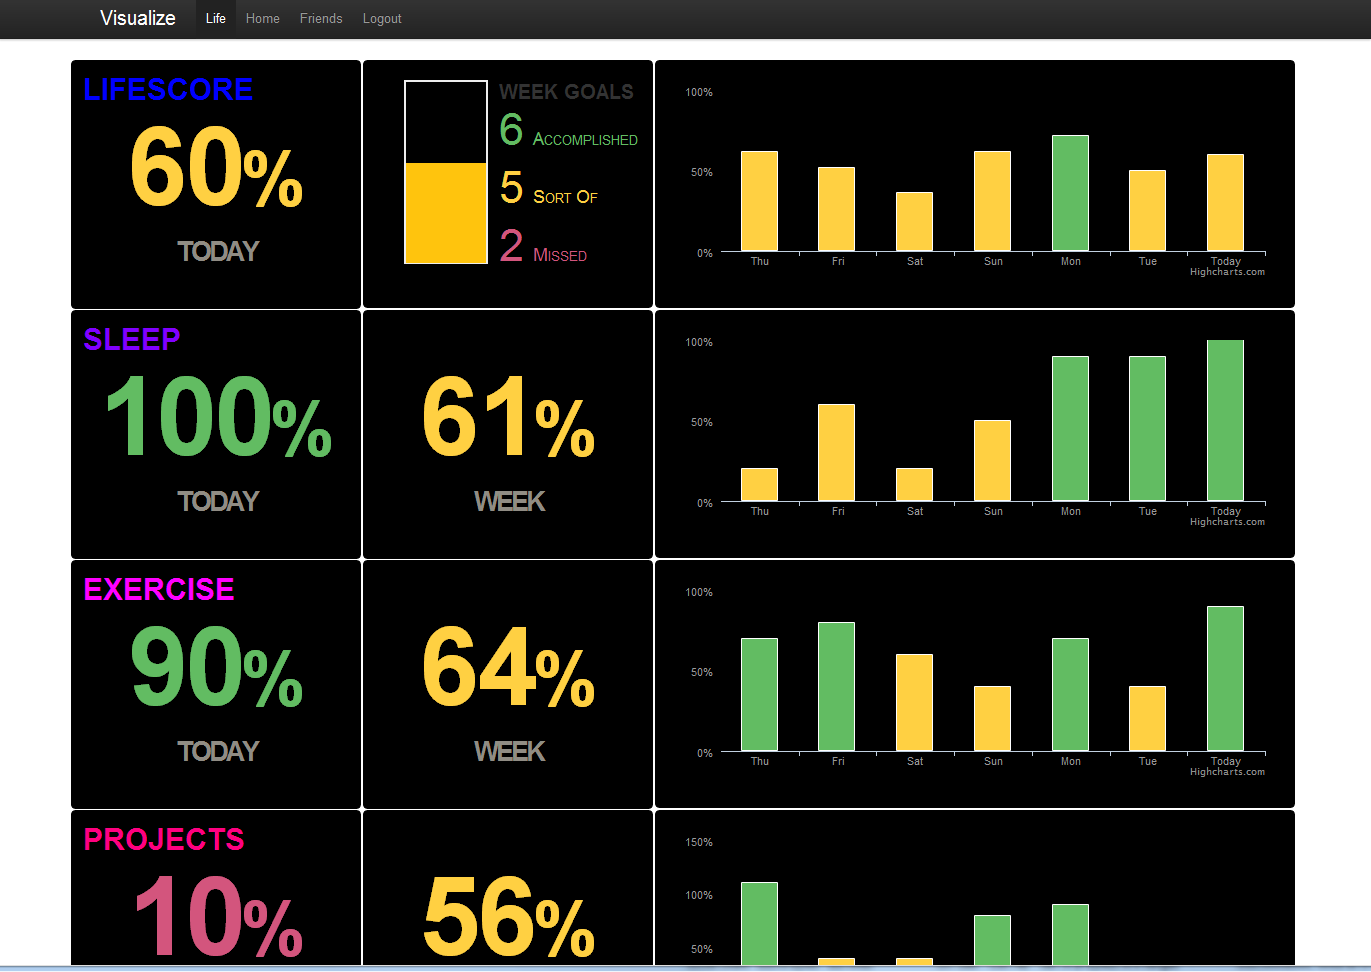 Visualize Life Home Friends Logout
LIFESCORE
60%
TODAY
WEEK GOALS
6 Accomplished
5 Sort Of
2 Missed
100%
50%
0%
Thu Fri Sat Sun Mon Tue Today
Highcharts.com
SLEEP
100%
TODAY
61%
WEEK
100%
50%
0%
Thu Fri Sat Sun Mon Tue Today
Highcharts.com
EXERCISE
90%
TODAY
64%
WEEK
100%
50%
0%
Thu Fri Sat Sun Mon Tue Today
Highcharts.com
PROJECTS
10%
56%
150%
100%
50%